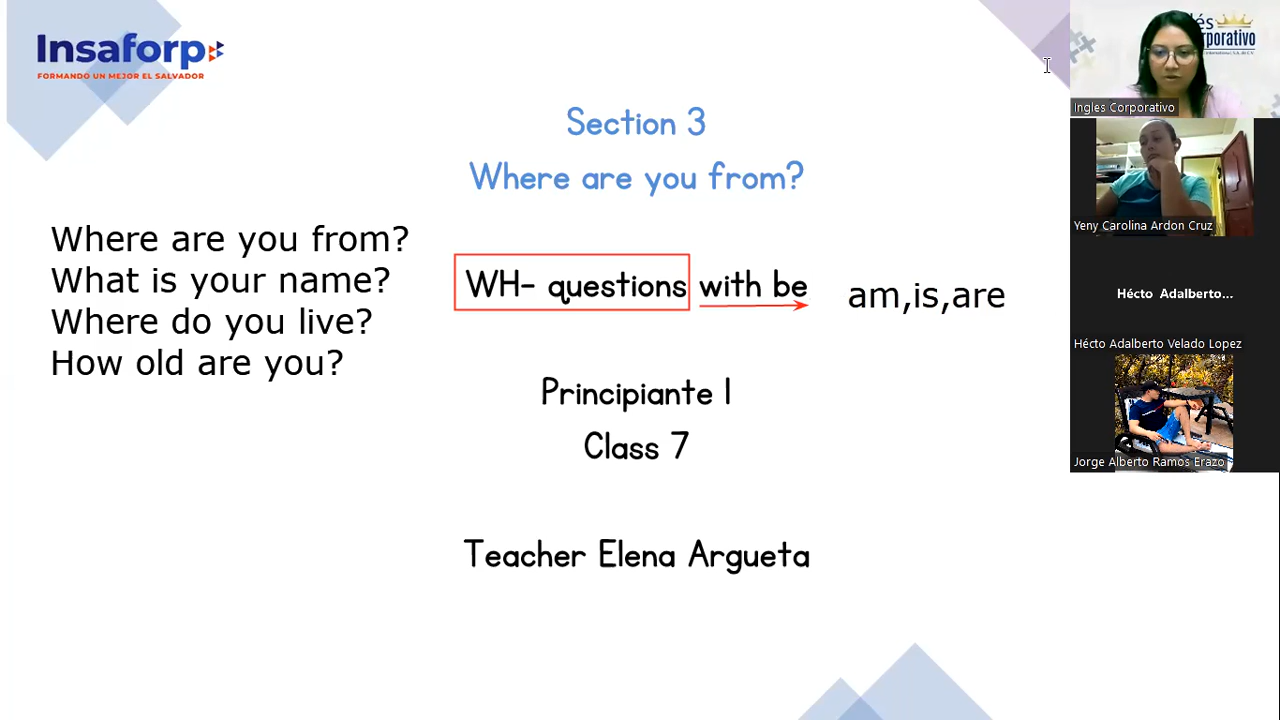 Insaforp
FORMANDO UN MEJOR EL SALVADOR
Section 3
Where are you from?
Where are you from?
What is your name?
Where do you live?
How old are you?
WH- questions with be
am,is,are
Principiante 1
Class 7
Teacher Elena Argueta
Ingles Corporativo
Yeny Carolina Ardon Cruz
Hécto Adalberto...
Hécto Adalberto Velado Lopez
Jorge Alberto Ramos Erazo